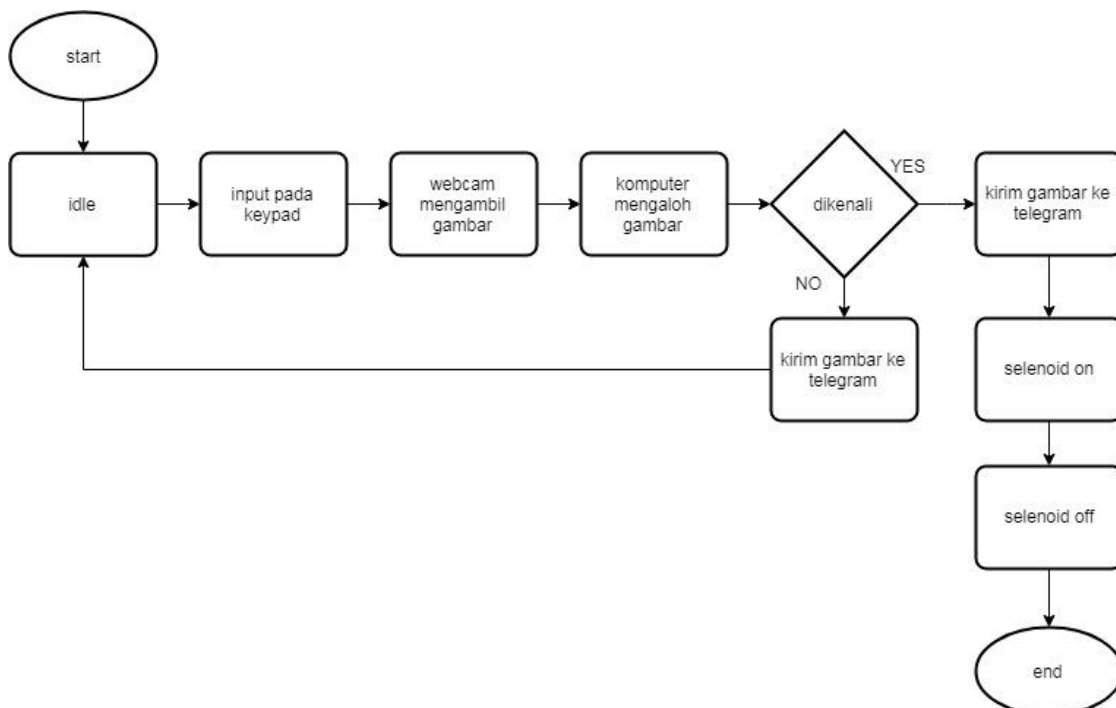 start
idle
input pada
keypad
webcam
mengambil
gambar
komputer
mengaloh
gambar
dikenali
YES
kirim gambar ke
telegram
NO
kirim gambar ke
telegram
selenoid on
selenoid off
end